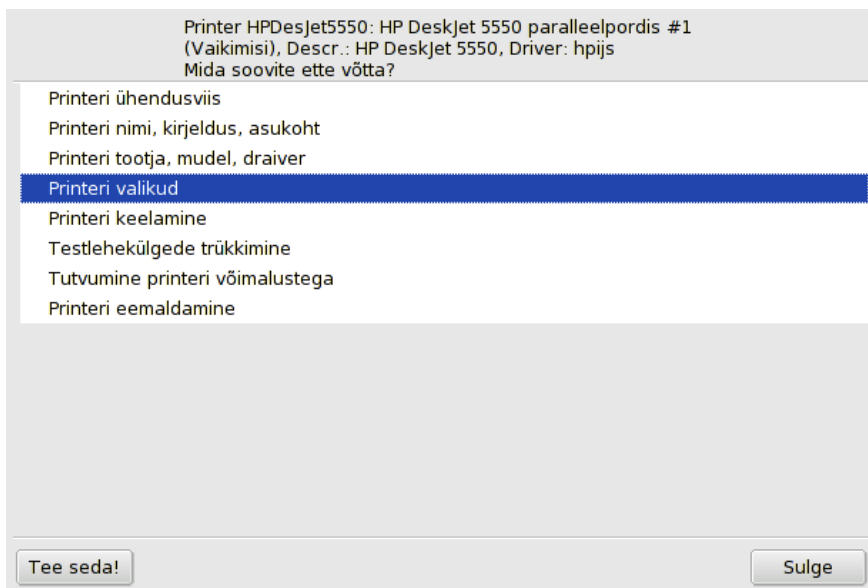 Printer HPDesJet5550: HP DeskJet 5550 paralleelpordis #1
(Vaikimisi), Descr.: HP DeskJet 5550, Driver: hpijs
Mida soovite ette võtta?
Printeri ühendusviis
Printeri nimi, kirjeldus, asukoht
Printeri tootja, mudel, draiver
Printeri valikud
Printeri keelamine
Testlehekülgede trükkimine
Tutvumine printeri võimalustega
Printeri eemaldamine
Tee seda!
Sulge